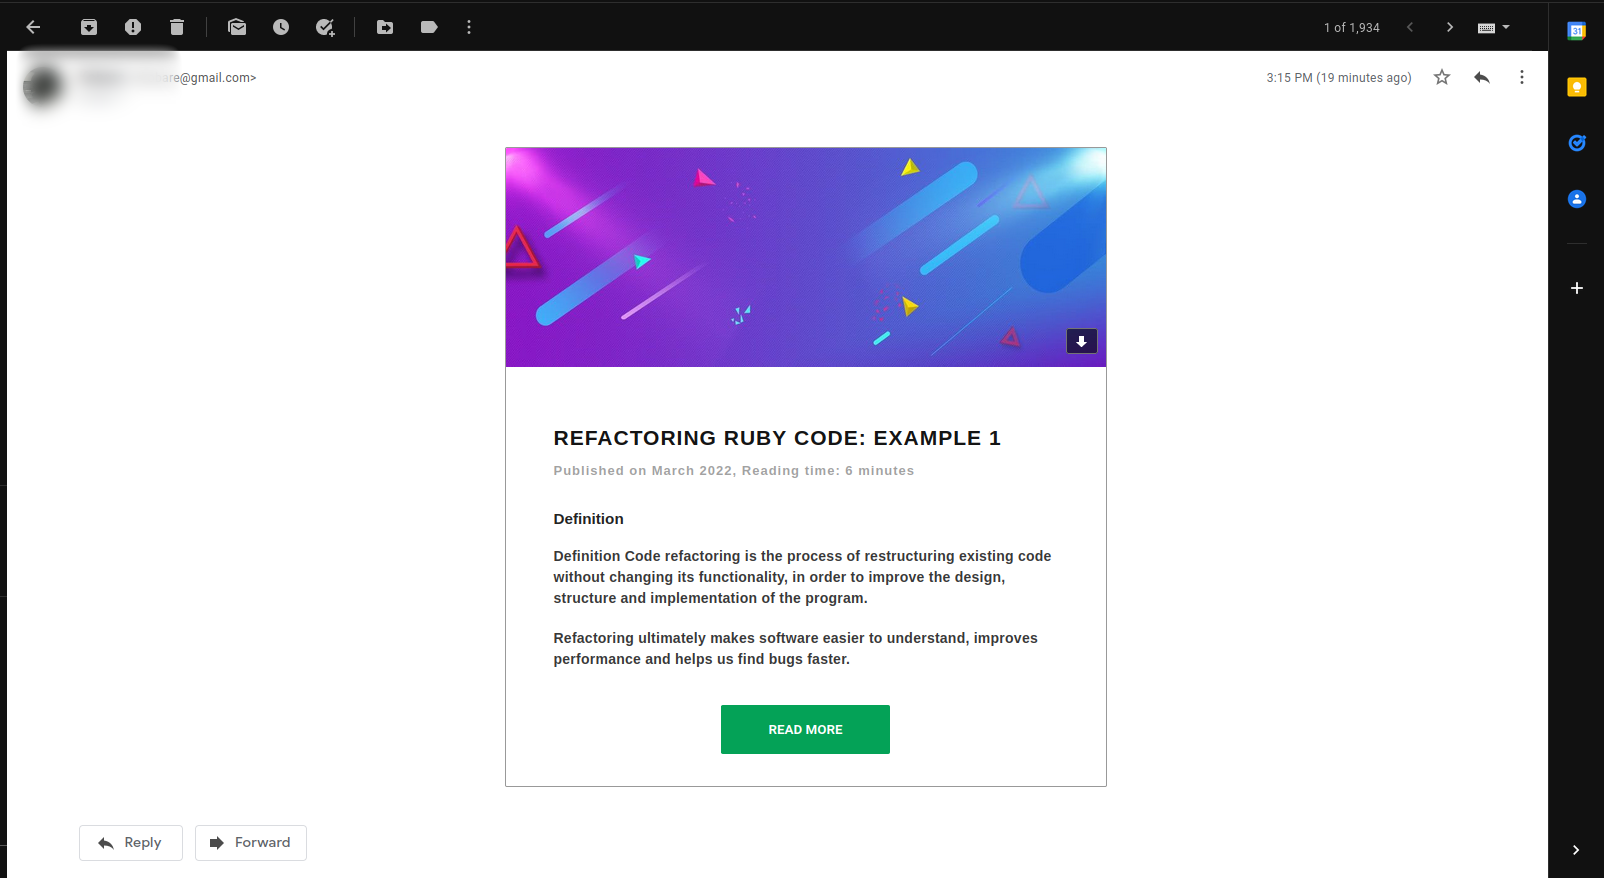 1 of 1,934
31
are@gmail.com>
3:15 PM (19 minutes ago)
REFACTORING RUBY CODE: EXAMPLE 1
Published on March 2022, Reading time: 6 minutes
Definition
Definition Code refactoring is the process of restructuring existing code
without changing its functionality, in order to improve the design,
structure and implementation of the program.
Refactoring ultimately makes software easier to understand, improves
performance and helps us find bugs faster.
READ MORE
Reply
Forward